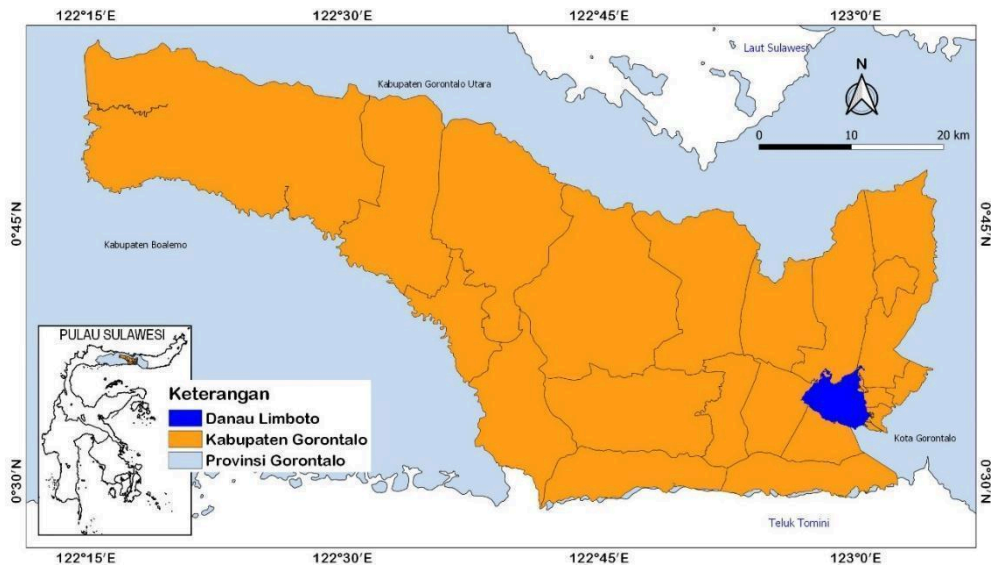 122°15'E
122°30'E
122°45'E
123°0'E
Laut Sulawesi
Kabupaten Gorontalo Utara
N
0
10
20 km
0°45'N
0°45'N
Kabupaten Boalemo
PULAU SULAWESI
Keterangan
Danau Limboto
Kabupaten Gorontalo
Provinsi Gorontalo
Kota Gorontalo
0°30'N
0°30'N
Teluk Tomini
122°15'E
122°30'E
122°45'E
123°0'E